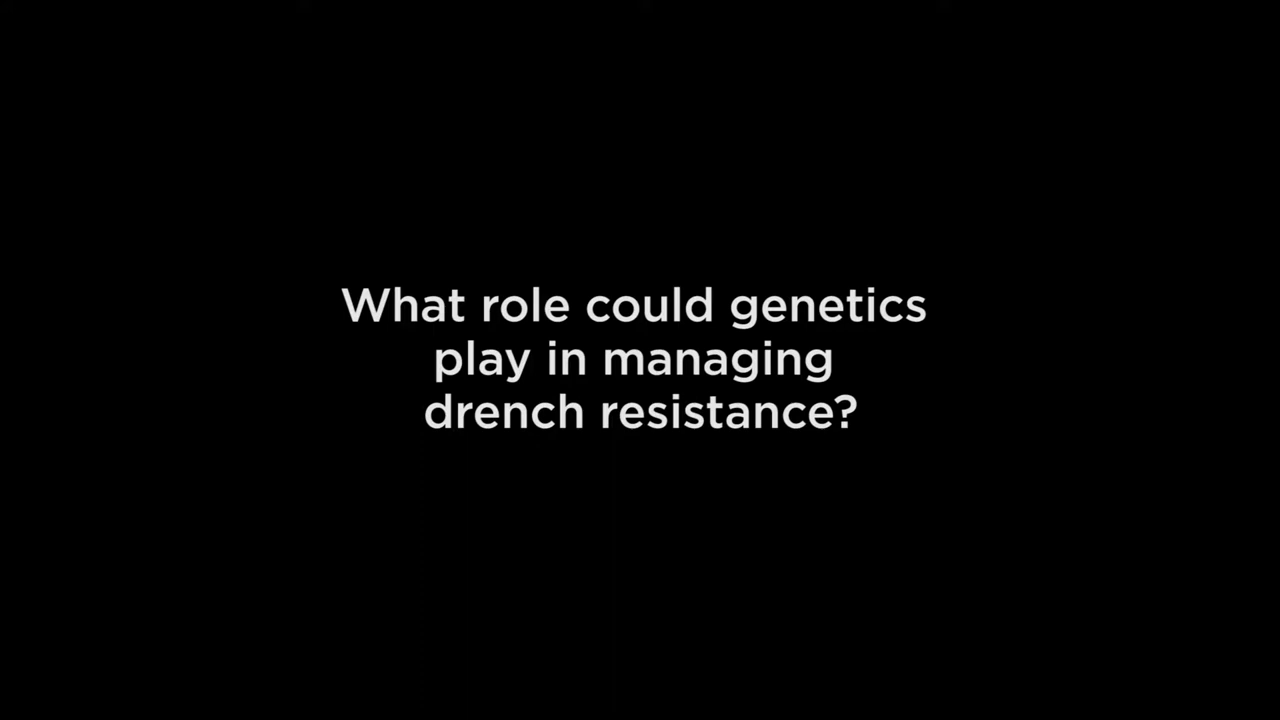 What role could genetics
play in managing
drench resistance?